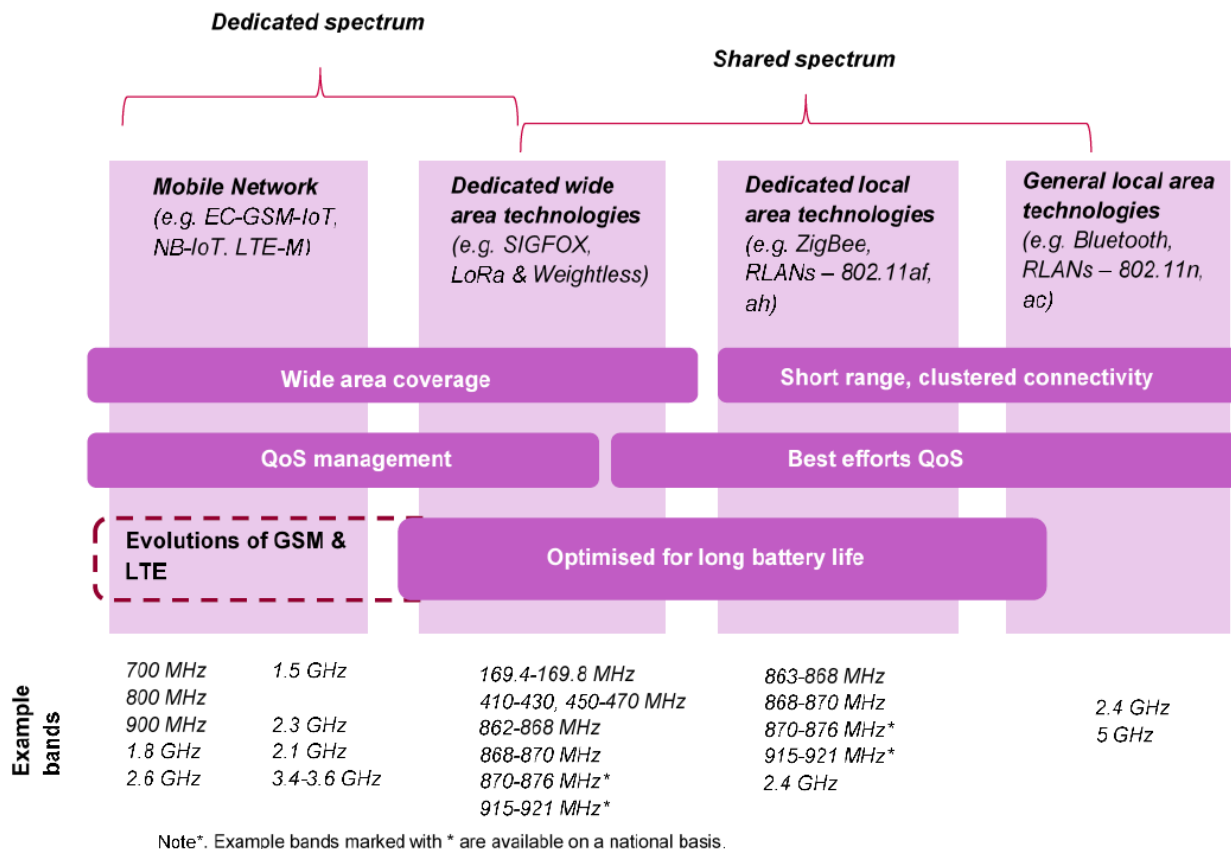 Dedicated spectrum
Shared spectrum
Mobile Network
(e.g. EC-GSM-IoT,
NB-IoT. LTE-M)
Dedicated wide
area technologies
(e.g. SIGFOX,
LoRa & Weightless)
Dedicated local
area technologies
(e.g. ZigBee,
RLANs – 802.11af,
ah)
General local area
technologies
(e.g. Bluetooth,
RLANs – 802.11n,
ac)
Wide area coverage
Short range, clustered connectivity
QoS management
Best efforts QoS
Evolutions of GSM &
LTE
Optimised for long battery life
Example
bands
700 MHz
800 MHz
900 MHz
1.8 GHz
2.6 GHz
1.5 GHz
2.3 GHz
2.1 GHz
3.4-3.6 GHz
169.4-169.8 MHz
410-430, 450-470 MHz
862-868 MHz
868-870 MHz
870-876 MHz*
915-921 MHz*
863-868 MHz
868-870 MHz
870-876 MHz*
915-921 MHz*
2.4 GHz
2.4 GHz
5 GHz
Note*. Example bands marked with * are available on a national basis.